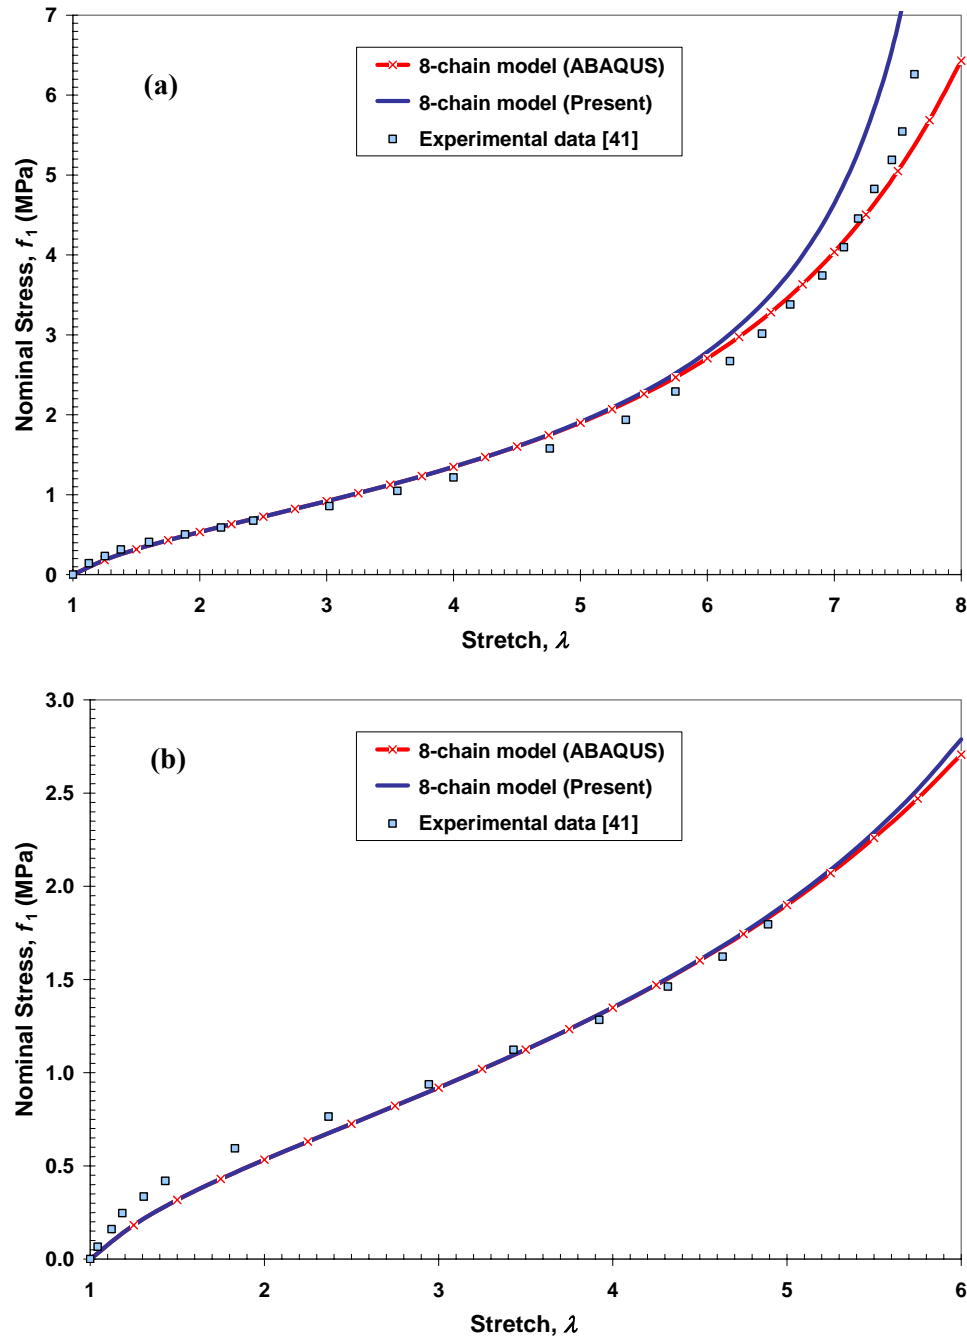 7
6
5
4
3
2
1
0
Nominal Stress, f1 (MPa)
(a)
8-chain model (ABAQUS)
8-chain model (Present)
Experimental data [41]
1 2 3 4 5 6 7 8
Stretch, λ
3.0
2.5
2.0
1.5
1.0
0.5
0.0
Nominal Stress, f1 (MPa)
(b)
8-chain model (ABAQUS)
8-chain model (Present)
Experimental data [41]
1 2 3 4 5 6
Stretch, λ